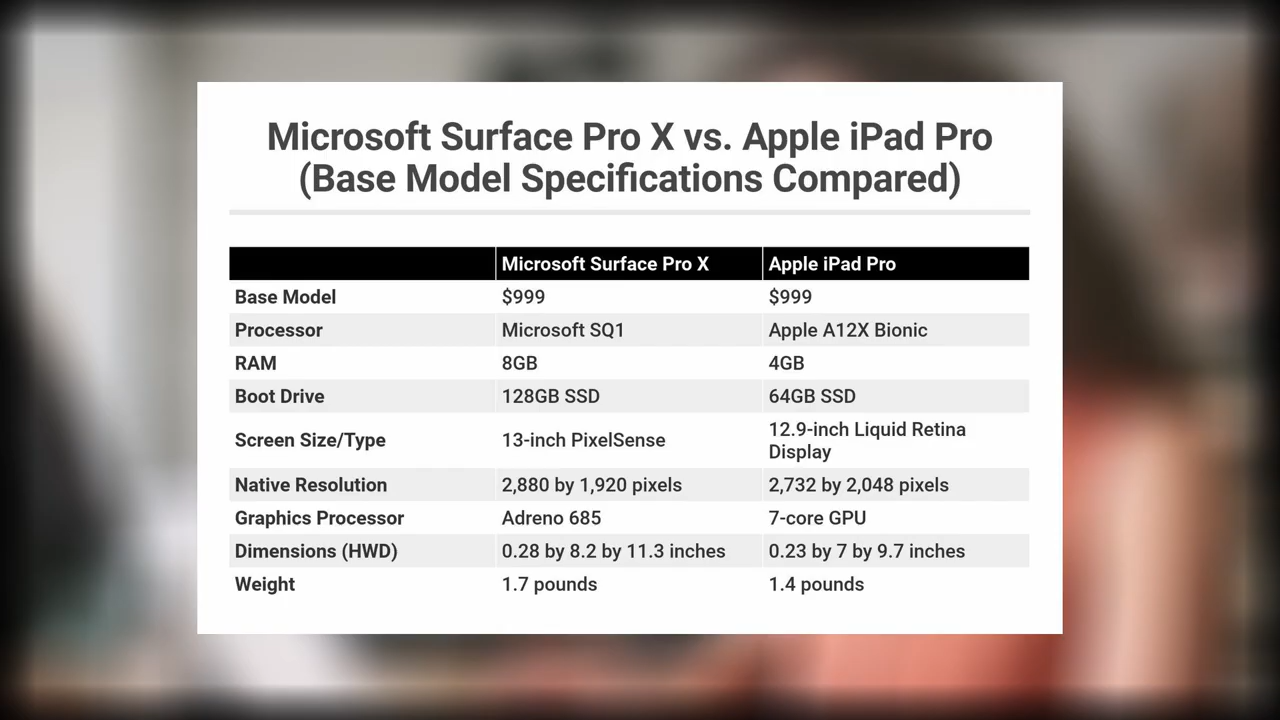 Microsoft Surface Pro X vs. Apple iPad Pro
(Base Model Specifications Compared)
Microsoft Surface Pro X Apple iPad Pro
Base Model $999 $999
Processor Microsoft SQ1 Apple A12X Bionic
RAM 8GB 4GB
Boot Drive 128GB SSD 64GB SSD
Screen Size/Type 13-inch PixelSense 12.9-inch Liquid Retina
Display
Native Resolution 2,880 by 1,920 pixels 2,732 by 2,048 pixels
Graphics Processor Adreno 685 7-core GPU
Dimensions (HWD) 0.28 by 8.2 by 11.3 inches 0.23 by 7 by 9.7 inches
Weight 1.7 pounds 1.4 pounds